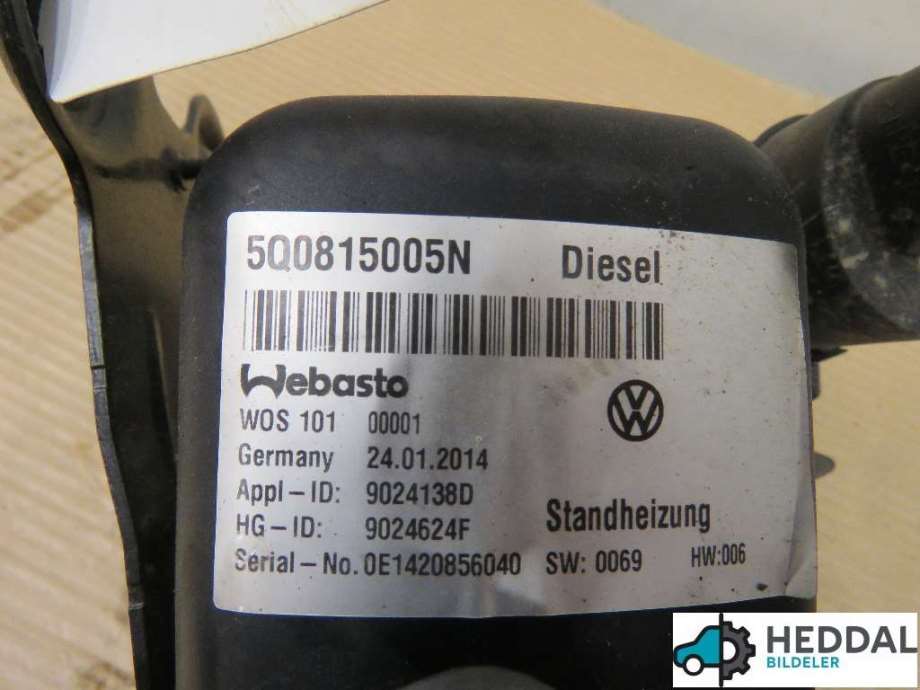 5Q0815005N Diesel
Webasto
WOS 101 00001
Germany 24.01.2014
Appl-ID: 9024138D
HG-ID: 9024624F Standheizung
Serial-No. 0E1420856040 SW: 0069 HW:006
HEDDAL
BILDELER